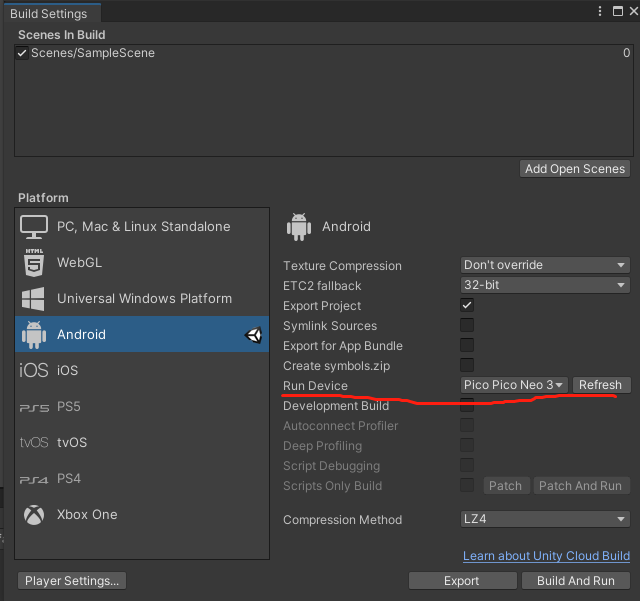 Build Settings
Scenes In Build
Scenes/SampleScene 0
Add Open Scenes
Platform
PC, Mac & Linux Standalone
HTML 5 WebGL
Universal Windows Platform
Android
iOS iOS
PS5 PS5
tvOS tvOS
PS4 PS4
Xbox One
Android
Texture Compression Don't override
ETC2 fallback 32-bit
Export Project
Symlink Sources
Export for App Bundle
Create symbols.zip
Run Device Pico Pico Neo 3 Refresh
Development Build
Autoconnect Profiler
Deep Profiling
Script Debugging
Scripts Only Build Patch Patch And Run
Compression Method LZ4
Learn about Unity Cloud Build
Player Settings... Export Build And Run